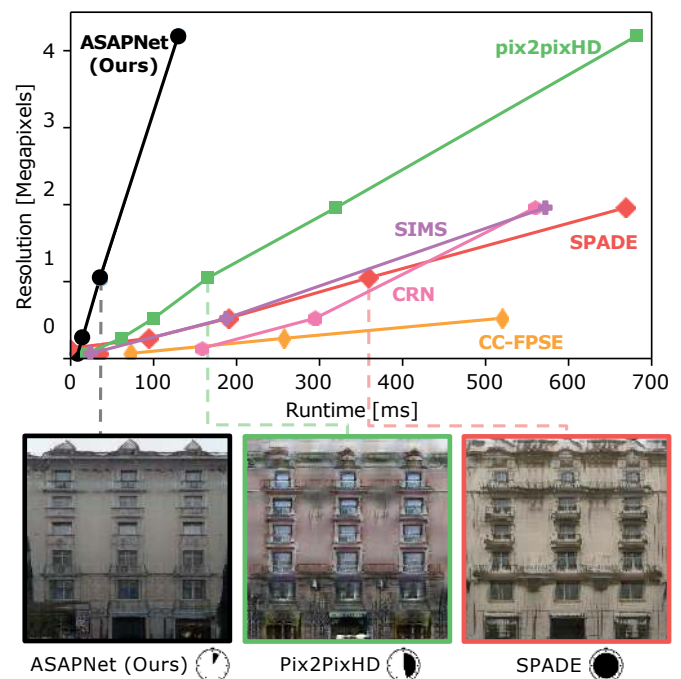 ASAPNet
(Ours)
pix2pixHD
SIMS
SPADE
CRN
CC-FPSE
Resolution [Megapixels]
4
3
2
1
0
0 100 200 300 400 500 600 700
Runtime [ms]
ASAPNet (Ours)
Pix2PixHD
SPADE